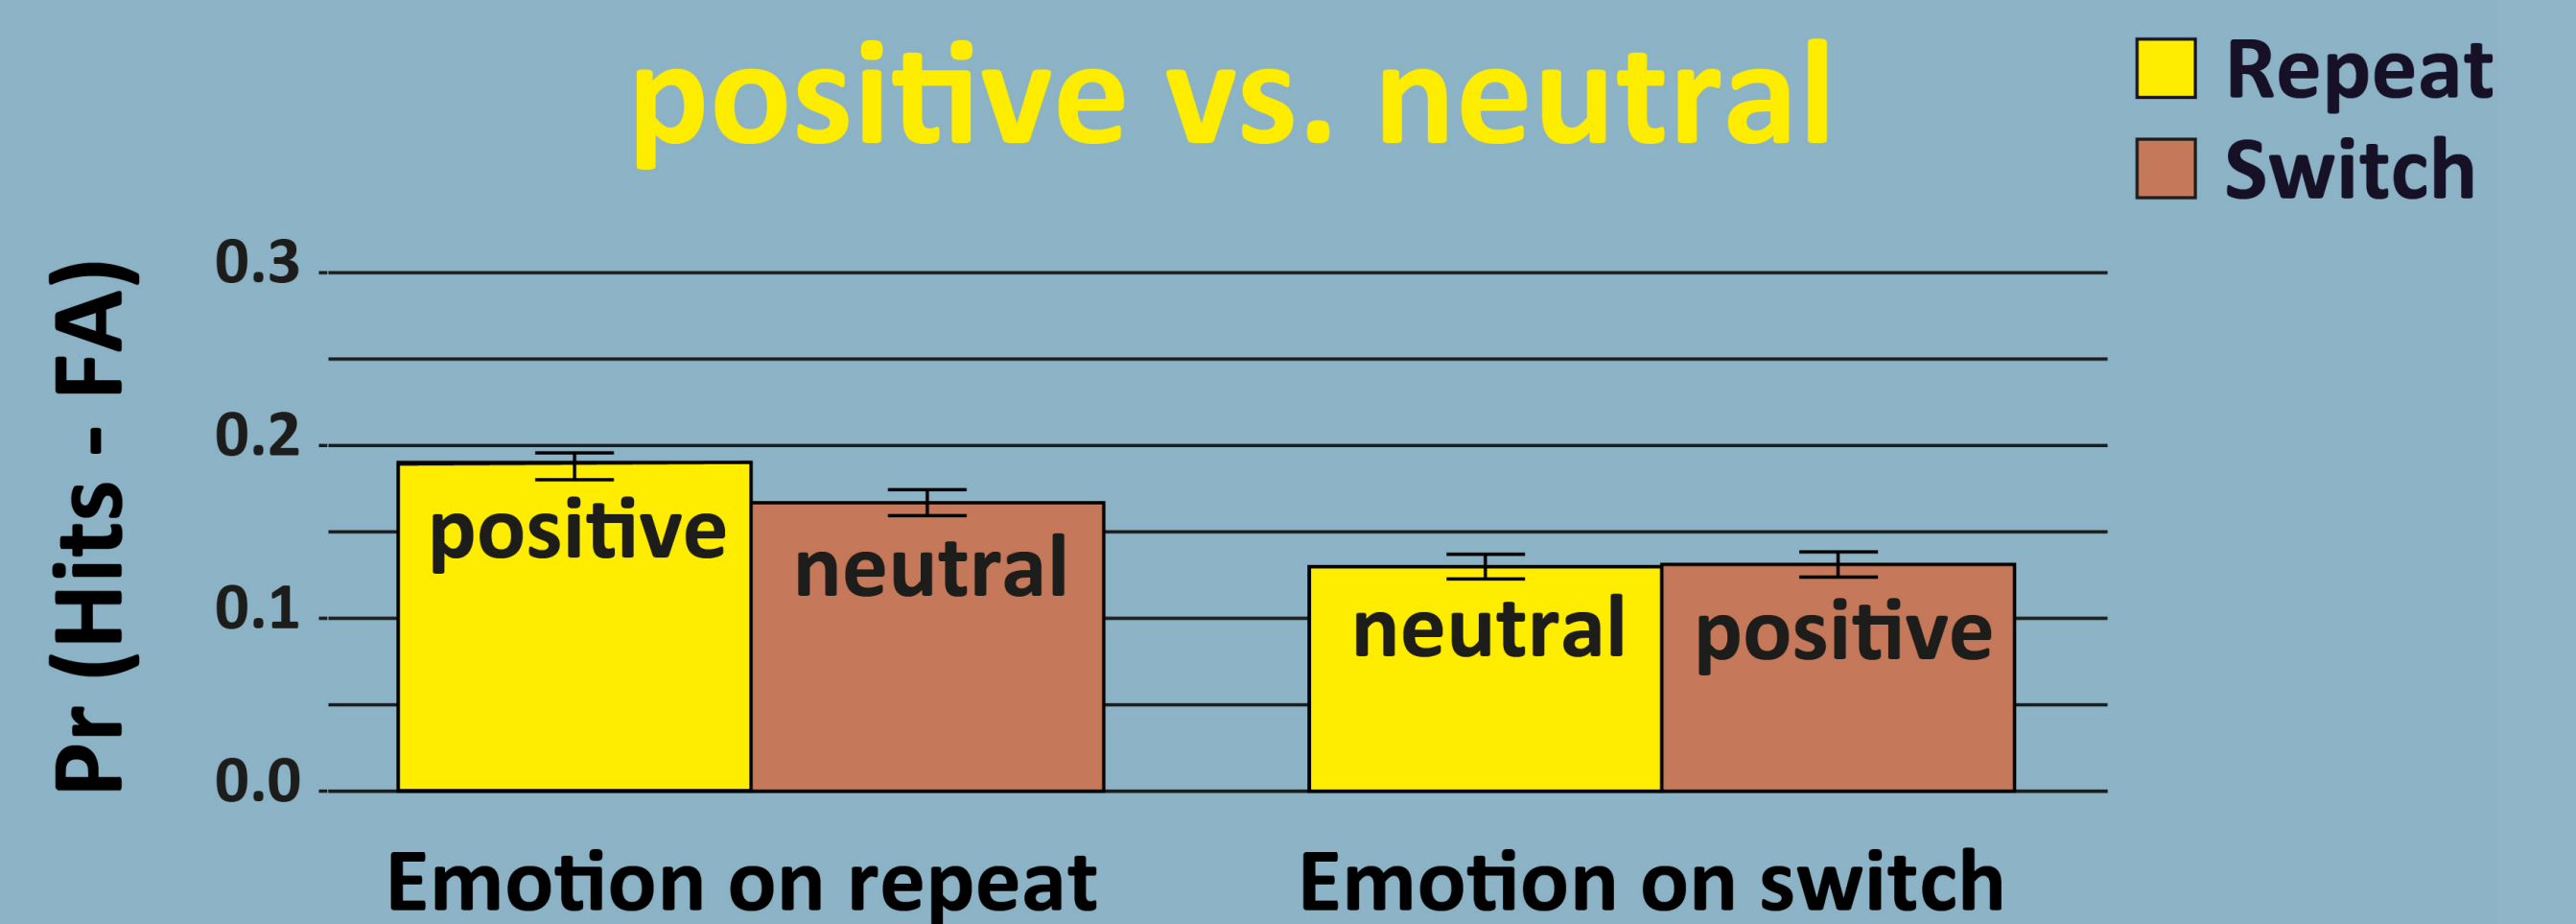 positive vs. neutral
Repeat
Switch
Pr (Hits - FA)
0.3
0.2
0.1
0.0
positive
neutral
neutral
positive
Emotion on repeat
Emotion on switch